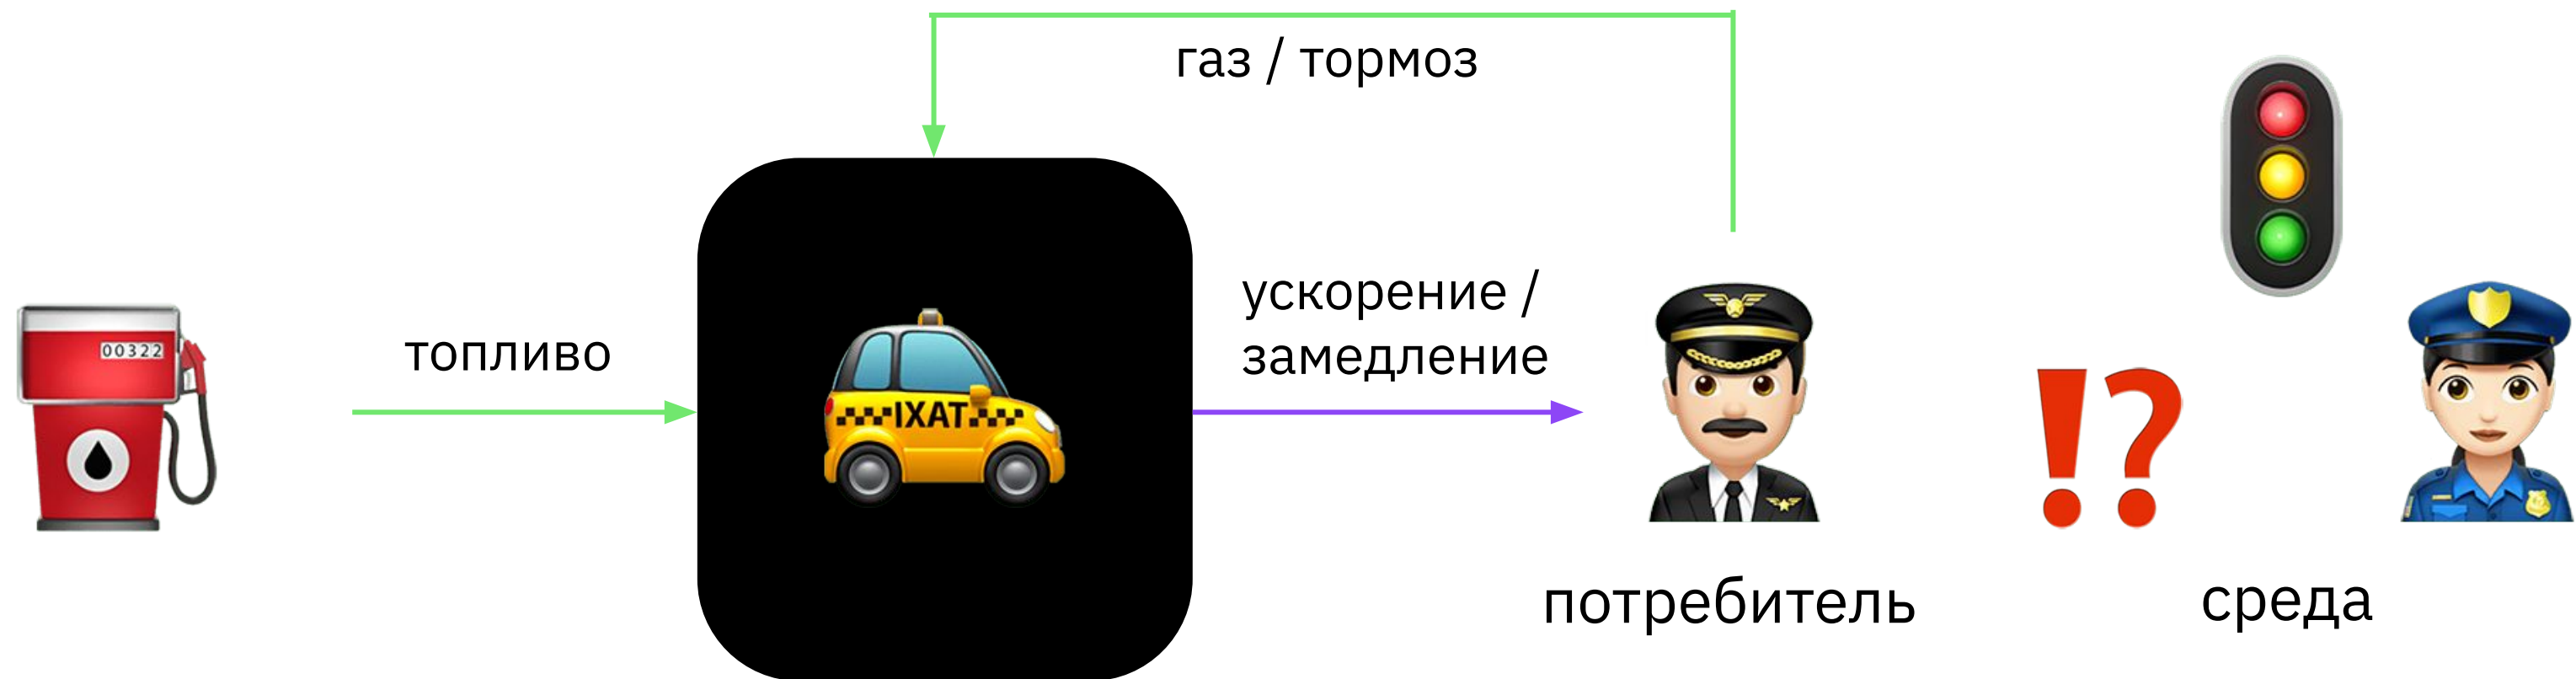 газ / тормоз
00322
топливо
IXAT
ускорение /
замедление
!?
потребитель
среда